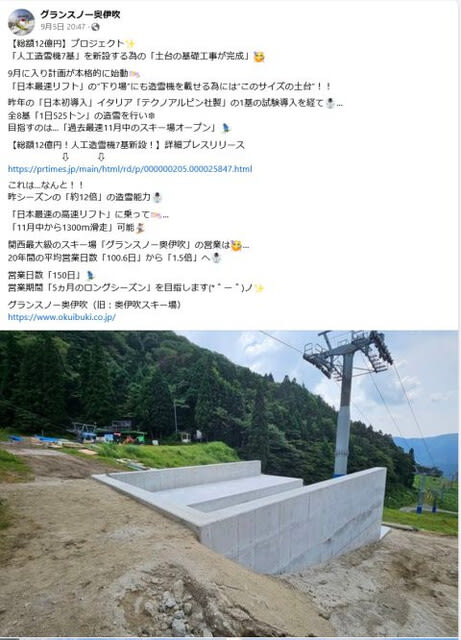 グランスノー奥伊吹
9月5日 20:47 ·
【総額12億円】プロジェクト✨
「人工造雪機7基」を新設する為の「土台の基礎工事が完成」🥰
9月に入り計画が本格的に始動🎌
「日本最速リフト」の"下り場"にも造雪機を載せる為には"このサイズの土台"！！
昨年の「日本初導入」イタリア「テクノアルピン社製」の1基の試験導入を経て⛄...
全8基「1日525トン」の造雪を行い❄
目指すのは...「過去最速11月中のスキー場オープン」
【総額12億円！人工造雪機7基新設！】詳細プレスリリース
⇩ ⇩
https://prtimes.jp/main/html/rd/p/000000205.000025847.html
これは...なんと！！
昨シーズンの「約12倍」の造雪能力⛄
「日本最速の高速リフト」に乗って🎌...
「11月中から1300m滑走」可能🏂
関西最大級のスキー場「グランスノー奥伊吹」の営業は🥰...
20年間の平均営業日数「100.6日」から「1.5倍」へ⛄
営業日数「150日」
営業期間「5ヵ月のロングシーズン」を目指します(*＾ー＾)ノ✨
グランスノー奥伊吹（旧：奥伊吹スキー場）
https://www.okuibuki.co.jp/